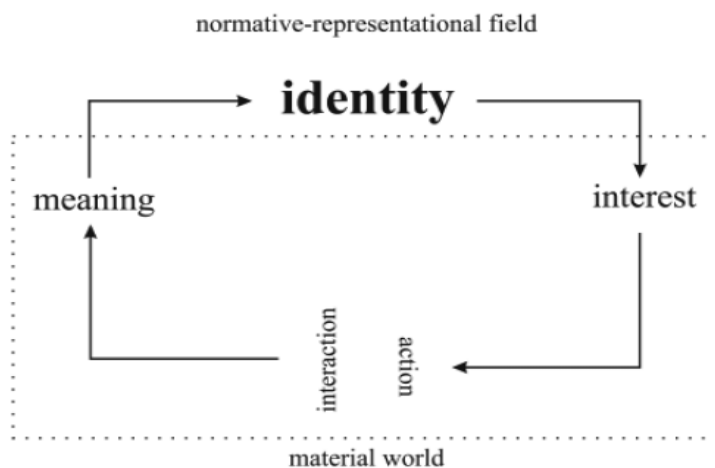 normative-representational field
identity
meaning
interest
interaction
action
material world